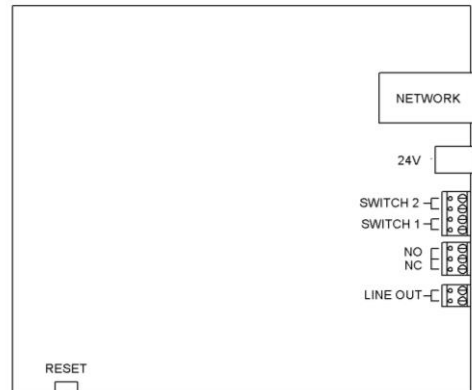 NETWORK
24V
SWITCH 2
SWITCH 1
NO
NC
LINE OUT
RESET